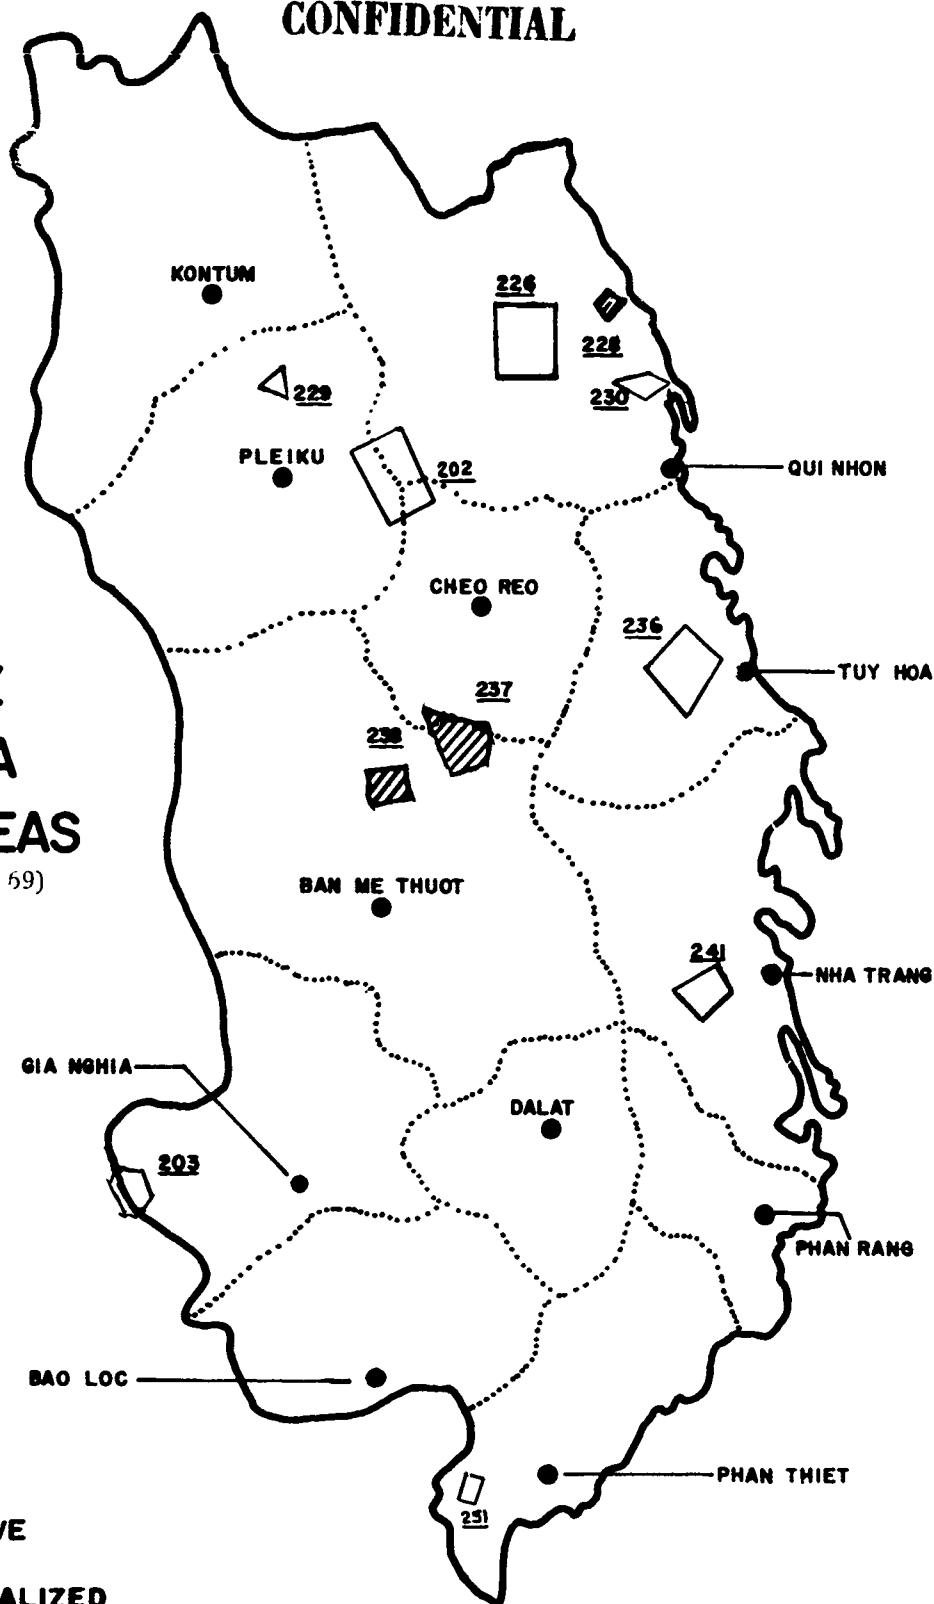 CONFIDENTIAL
KONTUM
226
228
229
230
PLEIKU
202
QUI NHON
CHEO REO
236
TUY HOA
237
238
EAS
69)
BAN ME THUOT
241
NHA TRANG
GIA NGHIA
DALAT
203
PHAN RANG
BAO LOC
PHAN THIET
251
VE
ALIZED